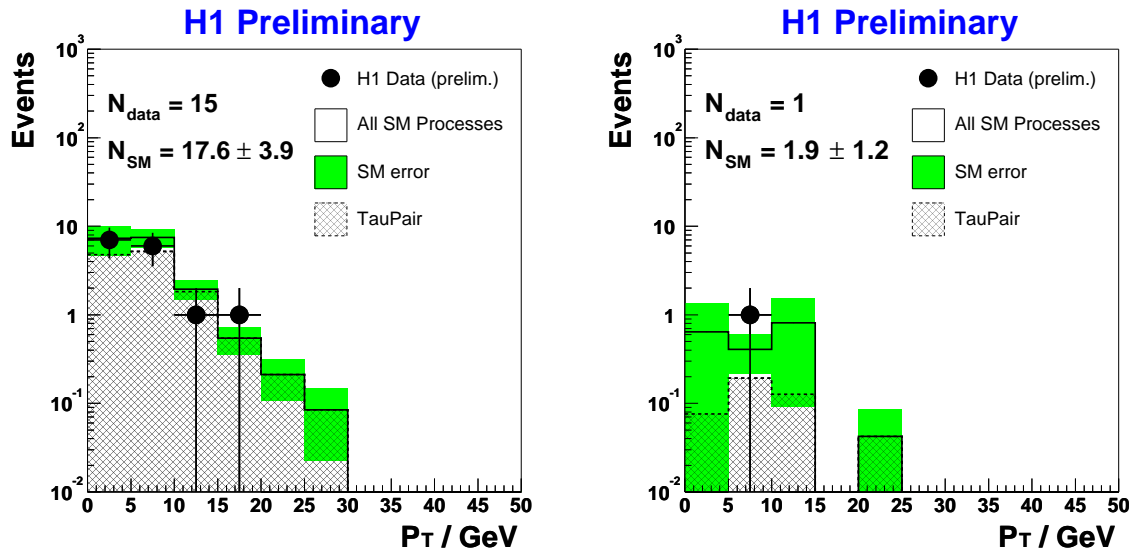 H1 Preliminary
Events
10^3
10^2
10
1
10^-1
10^-2
N_data = 15
N_SM = 17.6 ± 3.9
H1 Data (prelim.)
All SM Processes
SM error
TauPair
0 5 10 15 20 25 30 35 40 45 50
P_T / GeV
H1 Preliminary
Events
10^3
10^2
10
1
10^-1
10^-2
N_data = 1
N_SM = 1.9 ± 1.2
H1 Data (prelim.)
All SM Processes
SM error
TauPair
0 5 10 15 20 25 30 35 40 45 50
P_T / GeV